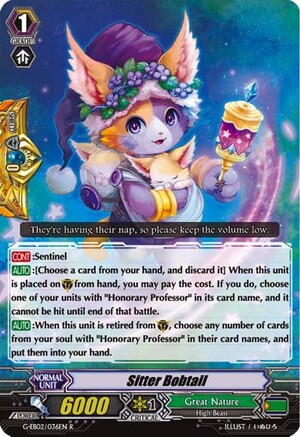 1
GRADE
They're having their nap, so please keep the volume low.
CONT :Sentinel
AUTO :[Choose a card from your hand, and discard it] When this unit
is placed on G from your hand, you may pay the cost. If you do, choose
one of your units with "Honorary Professor" in its card name, and it
cannot be hit until end of that battle.
AUTO :When this unit is retired from G, choose any number of cards
from your soul with "Honorary Professor" in their card names, and
put them into your hand.
NORMAL
UNIT
Sitter Bobtail
POWER
6000
1
CRITICAL
Great Nature
High Beast
G-EB02/036EN R
ILLUST /